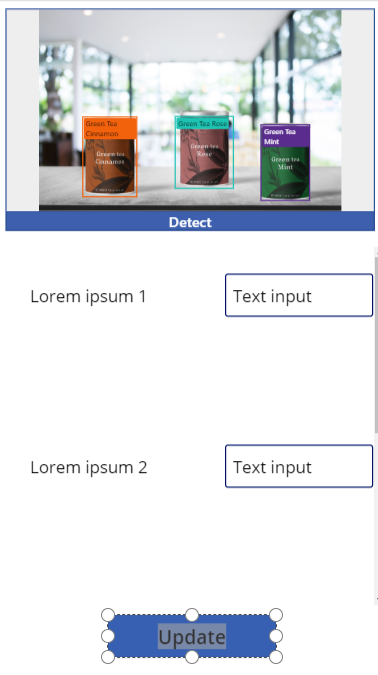 Green Tea
Cinnamon
Green Tea Rose
Green Tea
Mint
Green tea
Cinnamon
Green tea
Rose
Green tea
Mint
Detect
Lorem ipsum 1
Text input
Lorem ipsum 2
Text input
Update